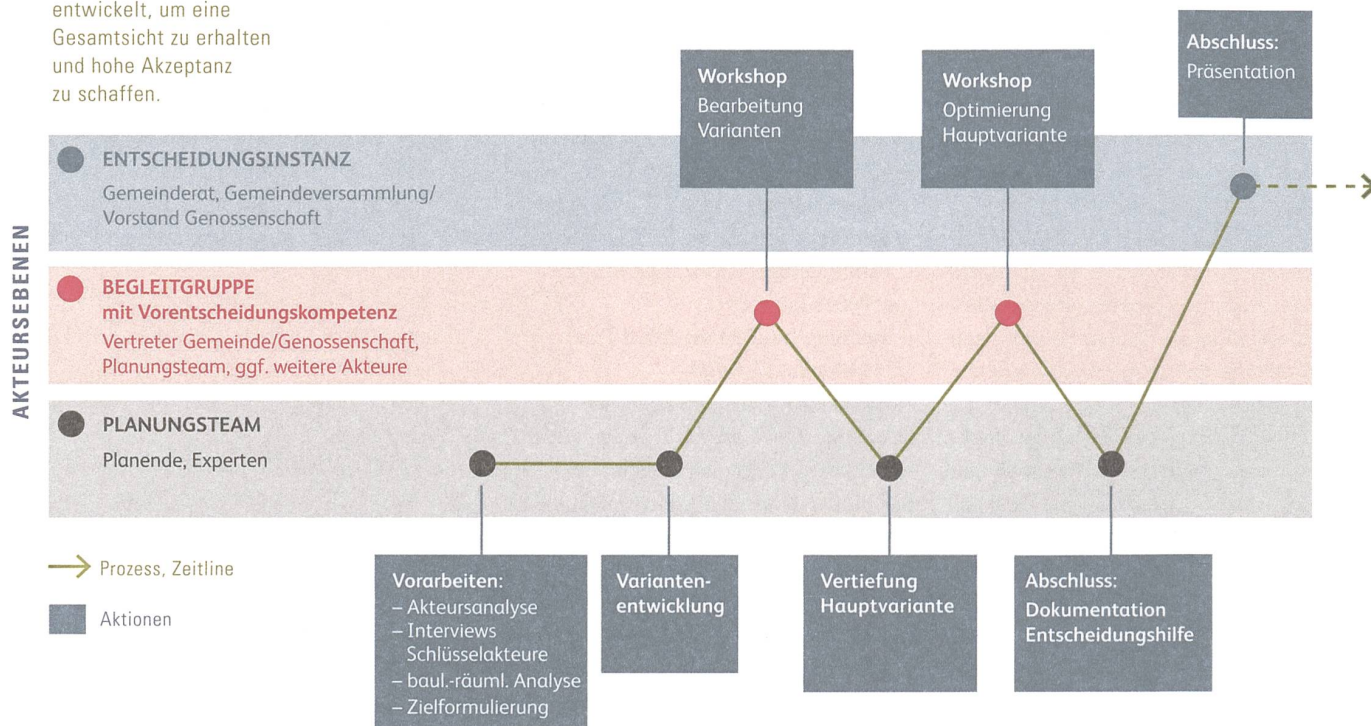 entwickelt, um eine
Gesamtsicht zu erhalten
und hohe Akzeptanz
zu schaffen.
Workshop
Bearbeitung
Varianten
Workshop
Optimierung
Hauptvariante
Abschluss:
Präsentation
AKTEURSEBENEN
ENTSCHEIDUNGSINSTANZ
Gemeinderat, Gemeindeversammlung/
Vorstand Genossenschaft
BEGLEITGRUPPE
mit Vorentscheidungskompetenz
Vertreter Gemeinde/Genossenschaft,
Planungsteam, ggf. weitere Akteure
PLANUNGSTEAM
Planende, Experten
Prozess, Zeitline
Aktionen
Vorarbeiten:
– Akteursanalyse
– Interviews
Schlüsselakteure
– baul.-räuml. Analyse
– Zielformulierung
Varianten-
entwicklung
Vertiefung
Hauptvariante
Abschluss:
Dokumentation
Entscheidungshilfe